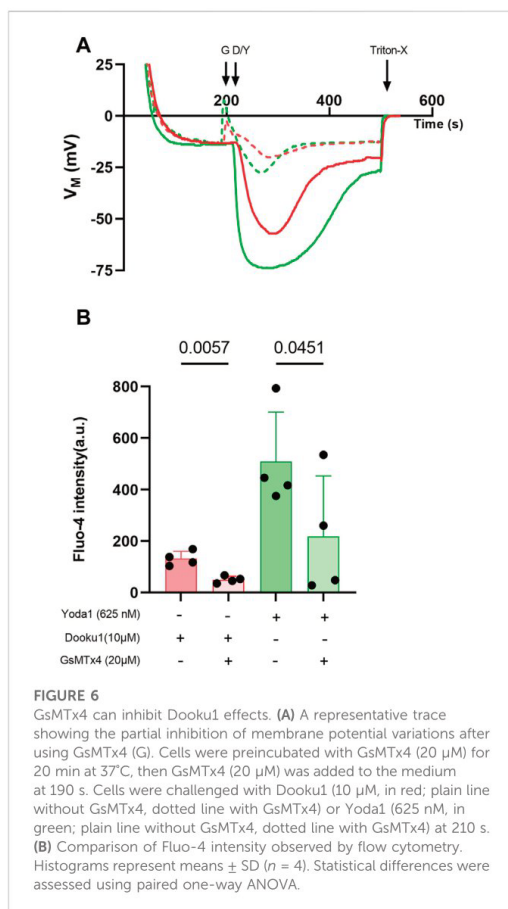 A
G D/Y
Triton-X
25
0
-25
-50
-75
200
400
600
Time (s)
V_M (mV)
B
0.0057
0.0451
800
600
400
200
0
Fluo-4 intensity(a.u.)
Yoda1 (625 nM) - - + +
Dooku1(10µM) + + - -
GsMTx4 (20µM) - + - +
FIGURE 6
GsMTx4 can inhibit Dooku1 effects. (A) A representative trace
showing the partial inhibition of membrane potential variations after
using GsMTx4 (G). Cells were preincubated with GsMTx4 (20 µM) for
20 min at 37°C, then GsMTx4 (20 µM) was added to the medium
at 190 s. Cells were challenged with Dooku1 (10 µM, in red; plain line
without GsMTx4, dotted line with GsMTx4) or Yoda1 (625 nM, in
green; plain line without GsMTx4, dotted line with GsMTx4) at 210 s.
(B) Comparison of Fluo-4 intensity observed by flow cytometry.
Histograms represent means ± SD (n = 4). Statistical differences were
assessed using paired one-way ANOVA.